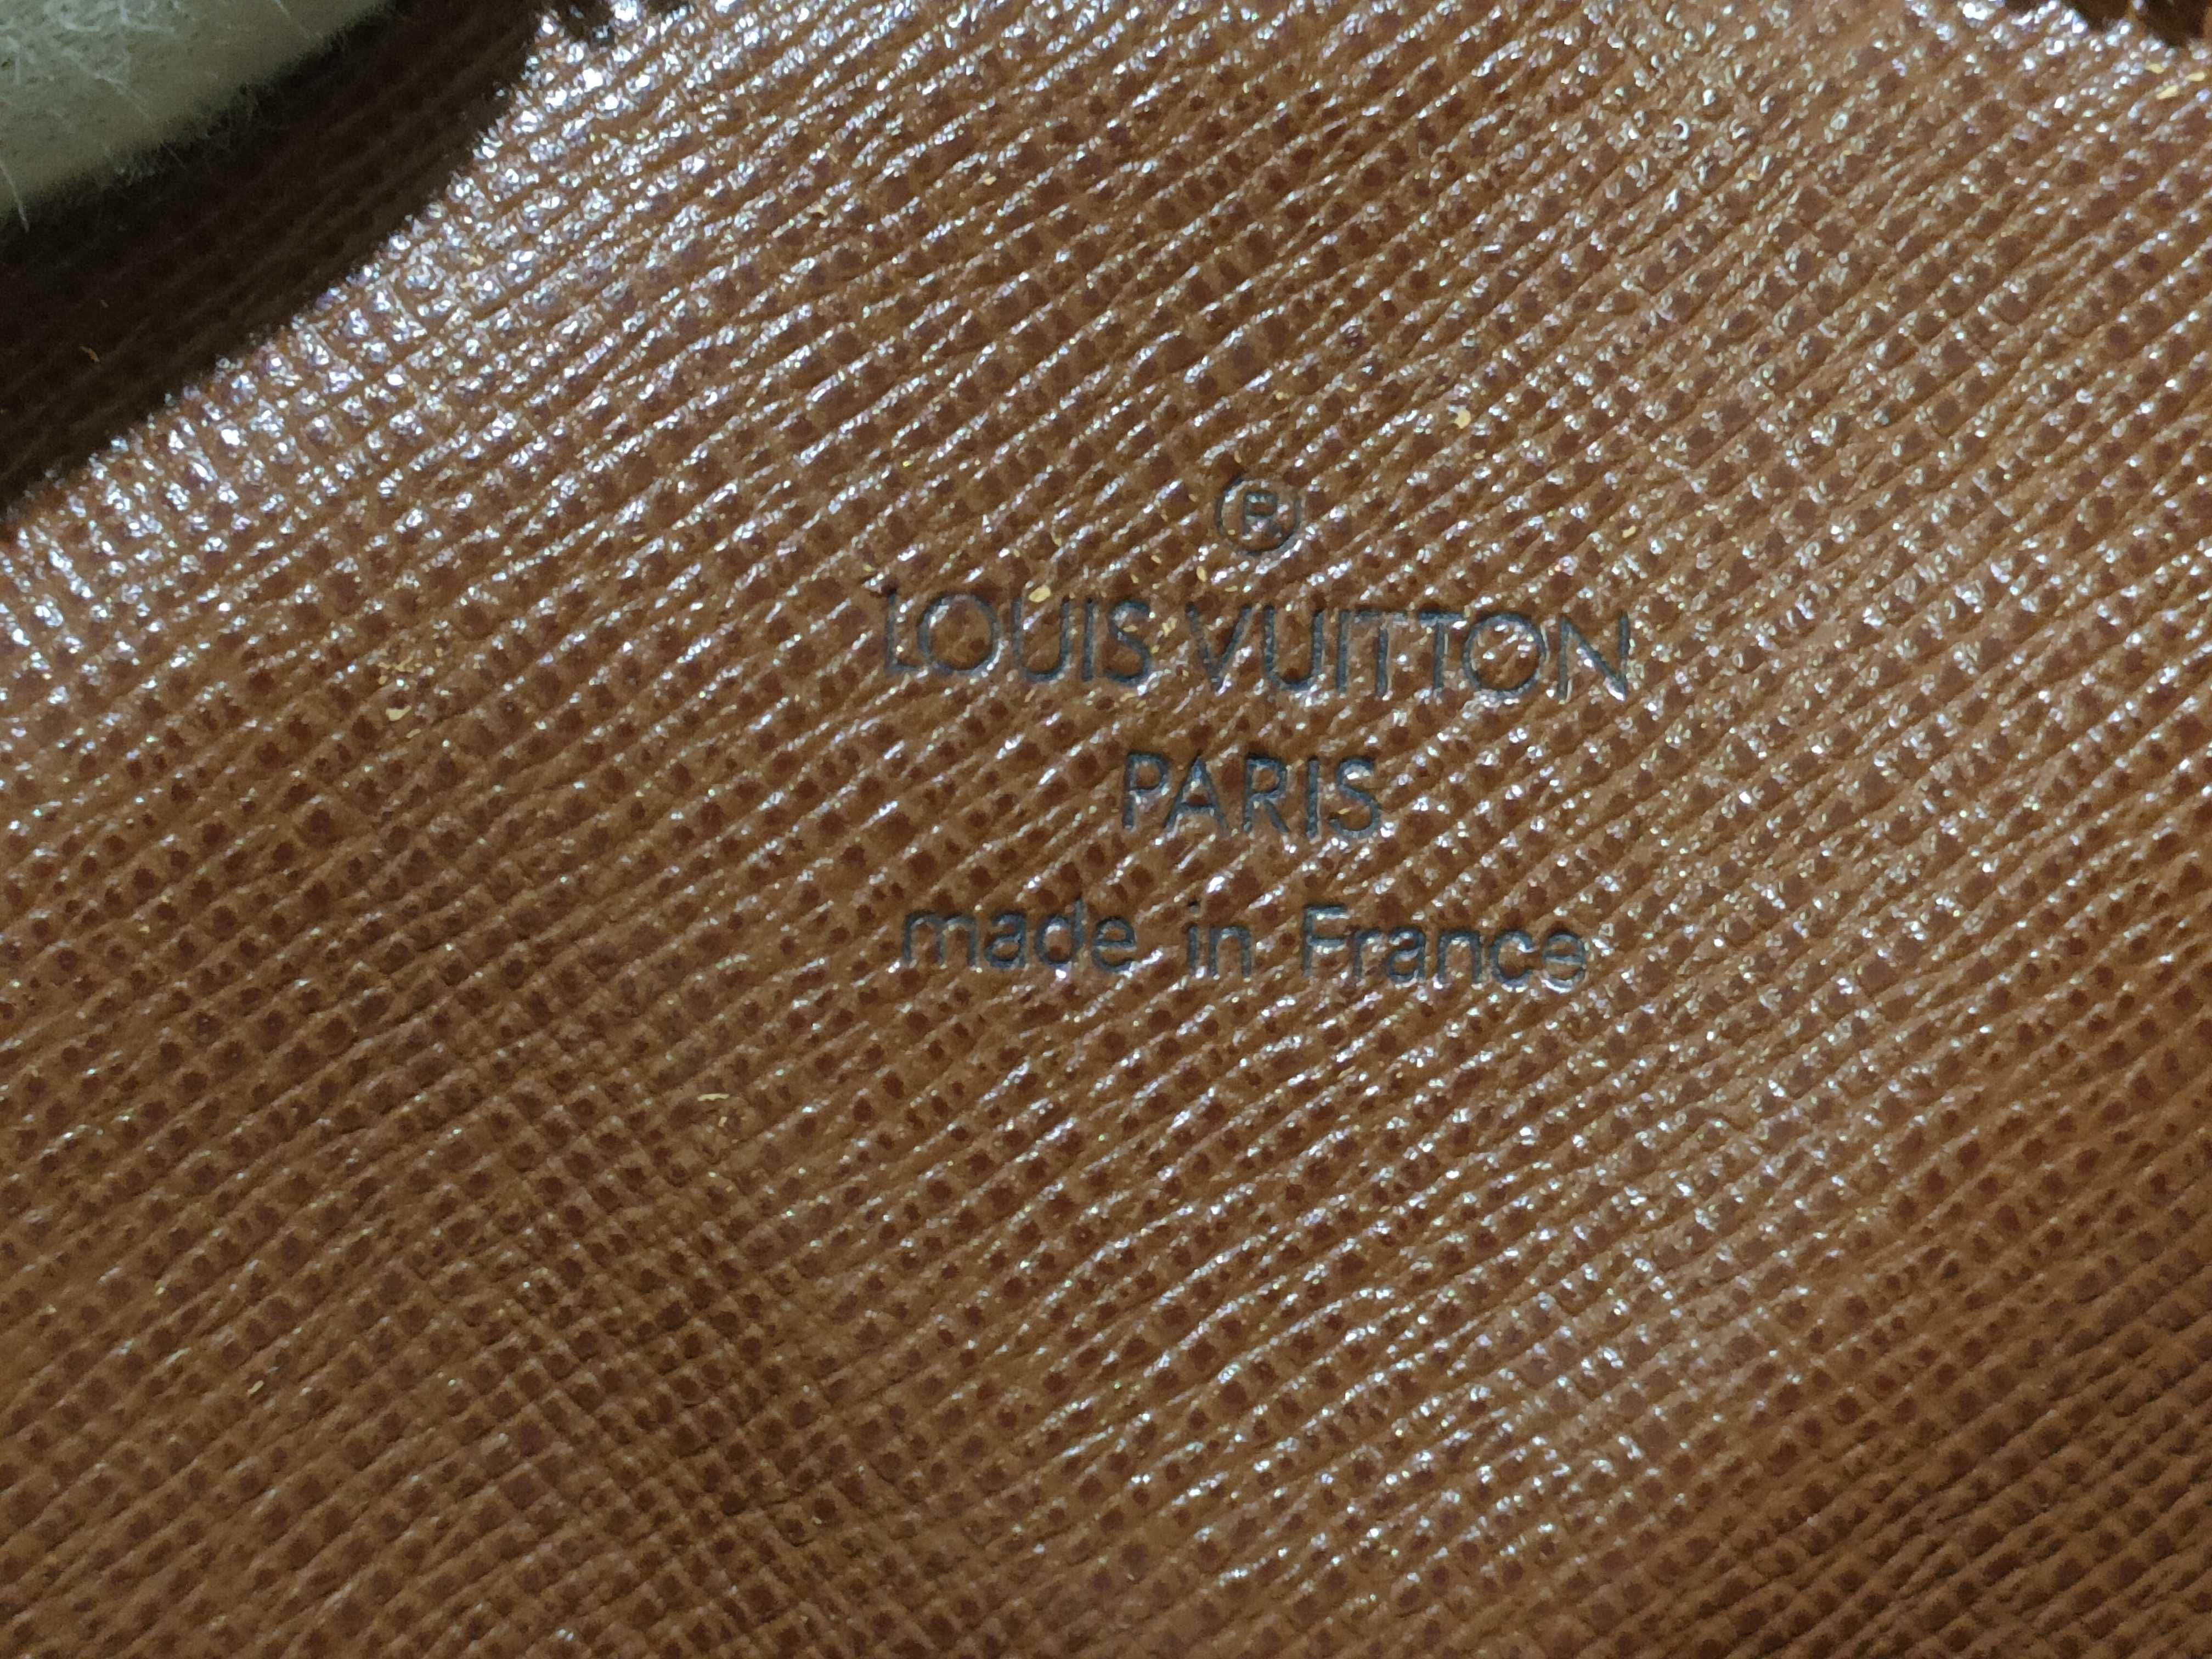 ®
LOUIS VUITTON
PARIS
made in France